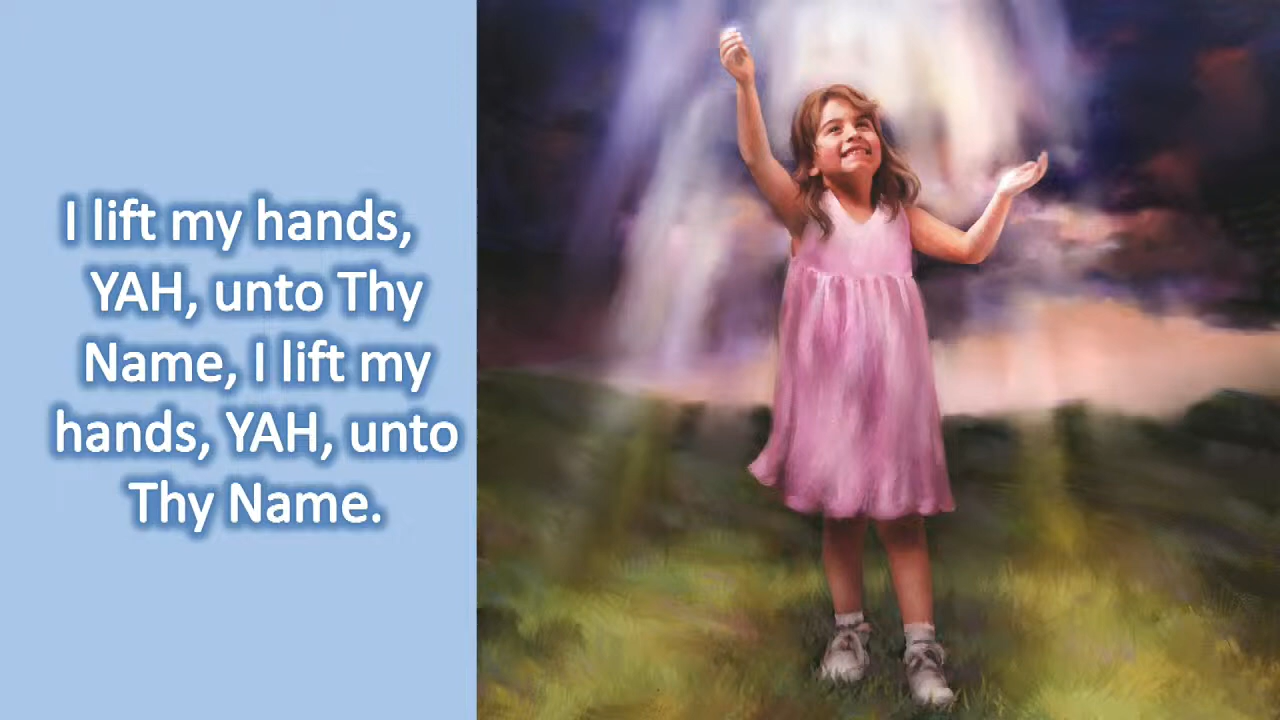 I lift my hands,
YAH, unto Thy
Name, I lift my
hands, YAH, unto
Thy Name.